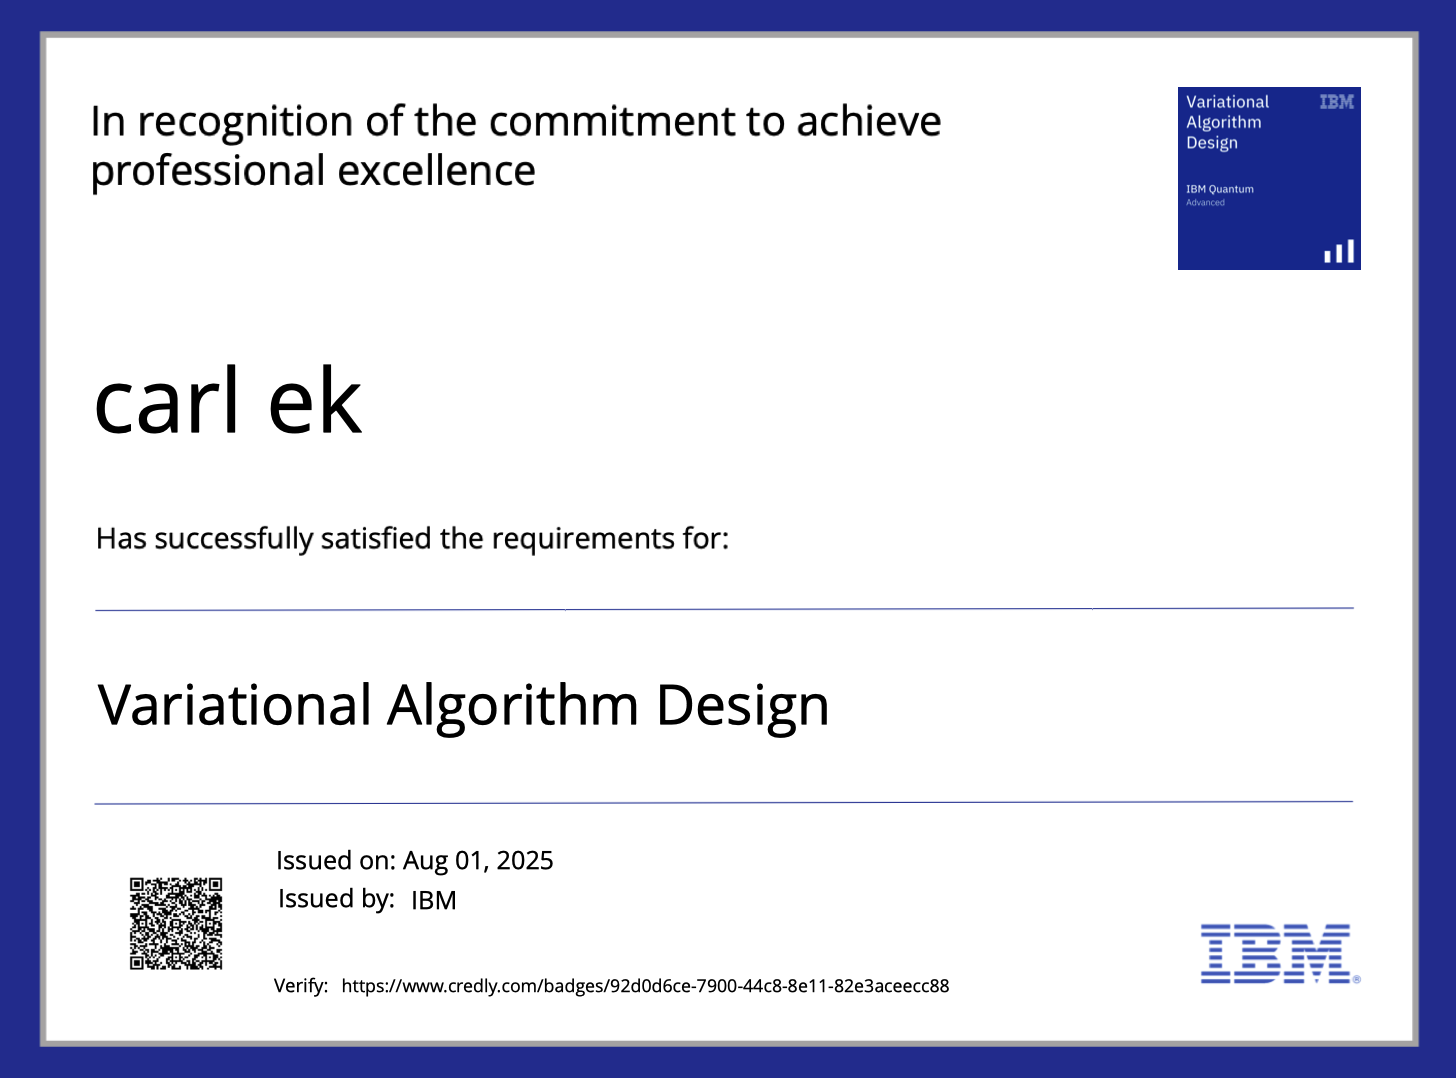 In recognition of the commitment to achieve
professional excellence
Variational
Algorithm
Design
IBM
IBM Quantum
Advanced
carl ek
Has successfully satisfied the requirements for:
Variational Algorithm Design
Issued on: Aug 01, 2025
Issued by: IBM
Verify: https://www.credly.com/badges/92d0d6ce-7900-44c8-8e11-82e3aceecc88
IBM®